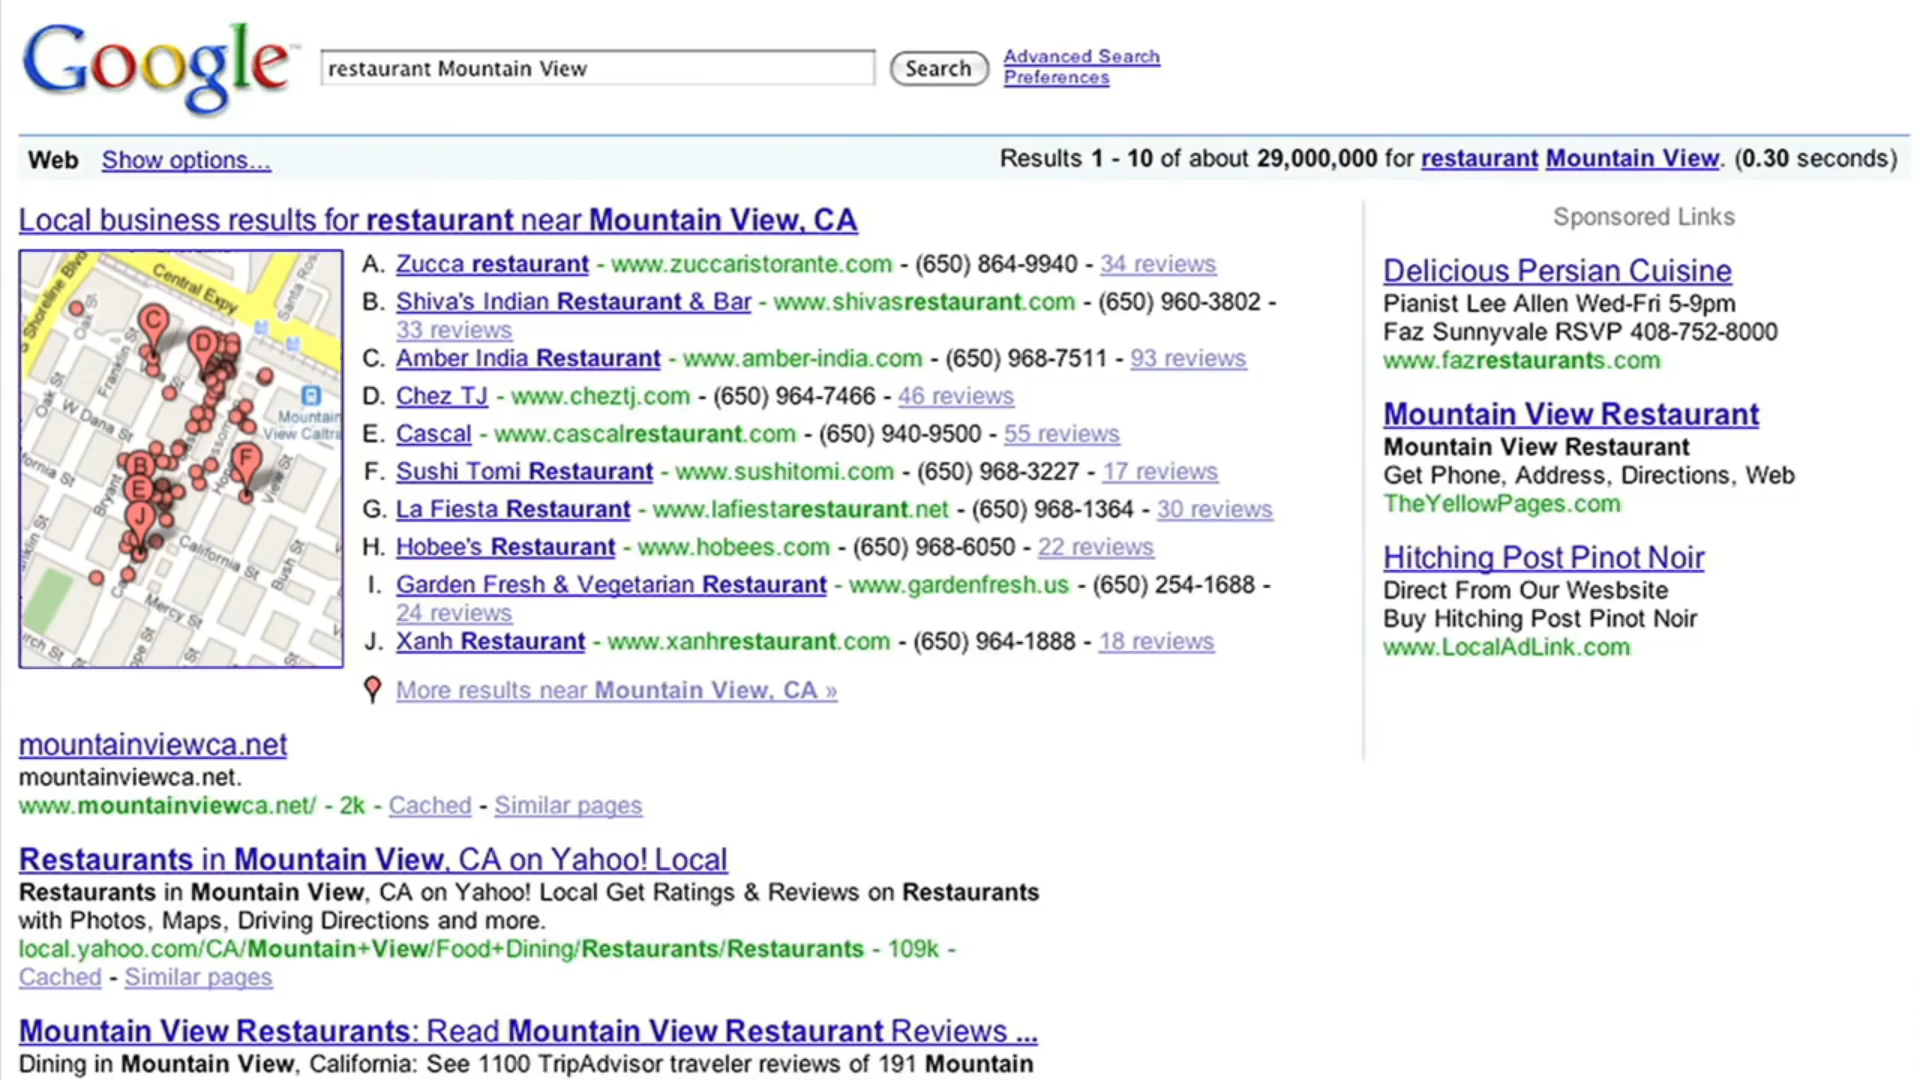 Google™
restaurant Mountain View
Search
Advanced Search
Preferences
Web Show options...
Results 1 - 10 of about 29,000,000 for restaurant Mountain View. (0.30 seconds)
Local business results for restaurant near Mountain View, CA
Central Expy
Shoreline Blvd
Oak St
Franklin St
C
D
Oak St
W Dana St
Mountain
View Caltra
B
E
J
F
Bryant
View St
California St
Bush St
Mercy St
A. Zucca restaurant - www.zuccaristorante.com - (650) 864-9940 - 34 reviews
B. Shiva's Indian Restaurant & Bar - www.shivasrestaurant.com - (650) 960-3802 -
33 reviews
C. Amber India Restaurant - www.amber-india.com - (650) 968-7511 - 93 reviews
D. Chez TJ - www.cheztj.com - (650) 964-7466 - 46 reviews
E. Cascal - www.cascalrestaurant.com - (650) 940-9500 - 55 reviews
F. Sushi Tomi Restaurant - www.sushitomi.com - (650) 968-3227 - 17 reviews
G. La Fiesta Restaurant - www.lafiestarestaurant.net - (650) 968-1364 - 30 reviews
H. Hobee's Restaurant - www.hobees.com - (650) 968-6050 - 22 reviews
I. Garden Fresh & Vegetarian Restaurant - www.gardenfresh.us - (650) 254-1688 -
24 reviews
J. Xanh Restaurant - www.xanhrestaurant.com - (650) 964-1888 - 18 reviews
More results near Mountain View, CA »
mountainviewca.net
mountainviewca.net.
www.mountainviewca.net/ - 2k - Cached - Similar pages
Restaurants in Mountain View, CA on Yahoo! Local
Restaurants in Mountain View, CA on Yahoo! Local Get Ratings & Reviews on Restaurants
with Photos, Maps, Driving Directions and more.
local.yahoo.com/CA/Mountain+View/Food+Dining/Restaurants/Restaurants - 109k -
Cached - Similar pages
Mountain View Restaurants: Read Mountain View Restaurant Reviews ...
Dining in Mountain View, California: See 1100 TripAdvisor traveler reviews of 191 Mountain
Sponsored Links
Delicious Persian Cuisine
Pianist Lee Allen Wed-Fri 5-9pm
Faz Sunnyvale RSVP 408-752-8000
www.fazrestaurants.com
Mountain View Restaurant
Mountain View Restaurant
Get Phone, Address, Directions, Web
TheYellowPages.com
Hitching Post Pinot Noir
Direct From Our Wesbsite
Buy Hitching Post Pinot Noir
www.LocalAdLink.com